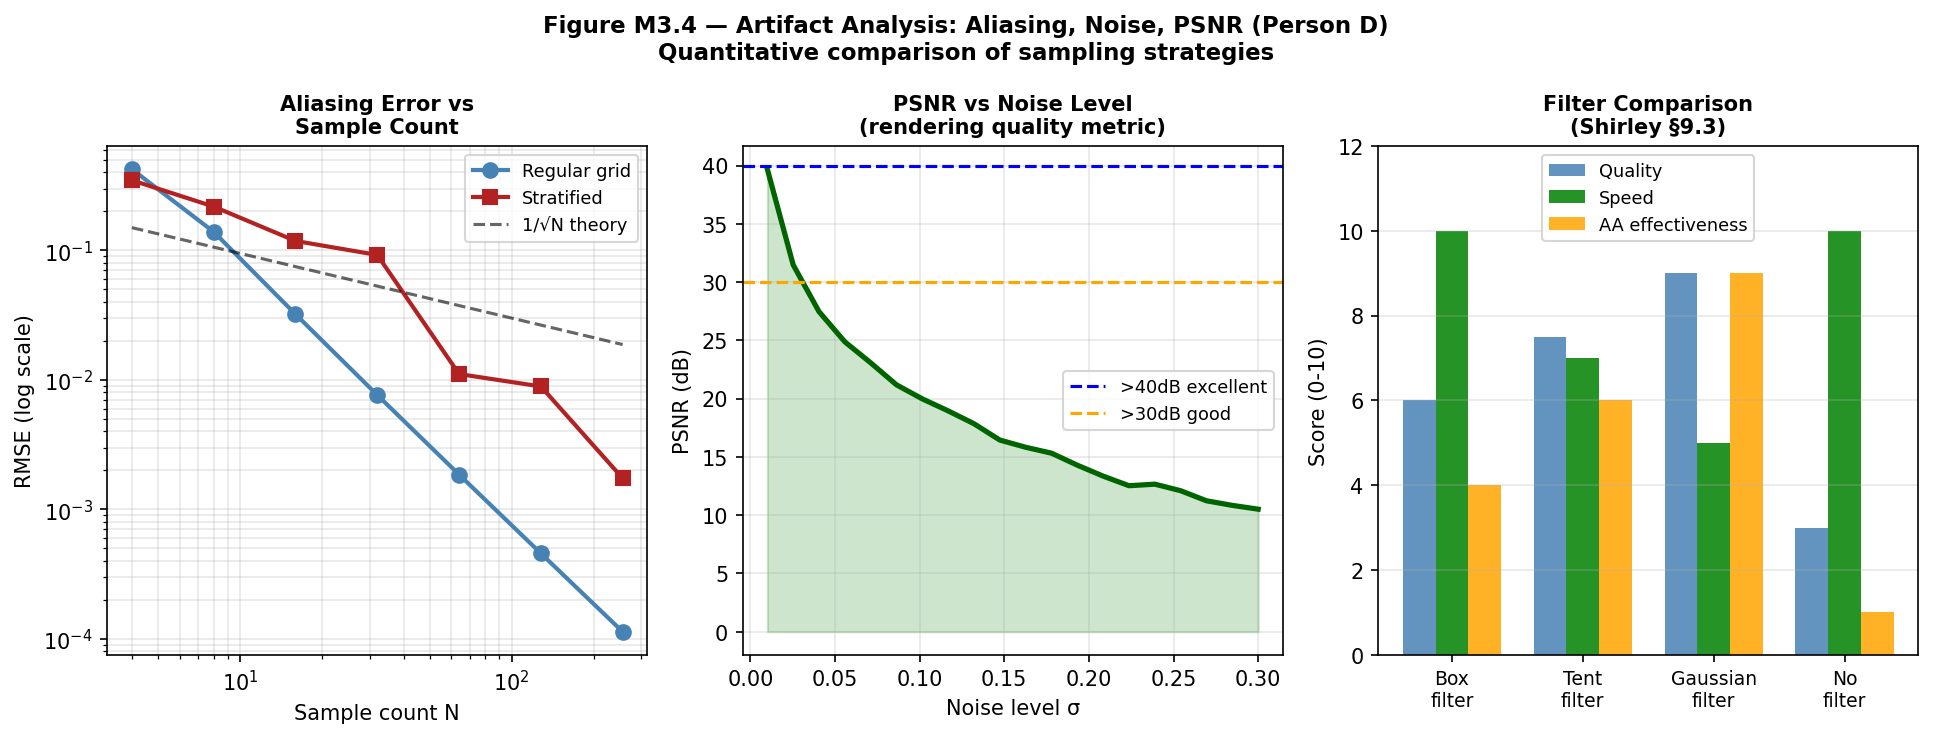 Figure M3.4 — Artifact Analysis: Aliasing, Noise, PSNR (Person D)
Quantitative comparison of sampling strategies
Aliasing Error vs
Sample Count
RMSE (log scale)
10⁻¹
10⁻²
10⁻³
10⁻⁴
Regular grid
Stratified
1/√N theory
10¹ 10²
Sample count N
PSNR vs Noise Level
(rendering quality metric)
PSNR (dB)
40
35
30
25
20
15
10
5
0
>40dB excellent
>30dB good
0.00 0.05 0.10 0.15 0.20 0.25 0.30
Noise level σ
Filter Comparison
(Shirley §9.3)
Score (0-10)
12
10
8
6
4
2
0
Quality
Speed
AA effectiveness
Box
filter
Tent
filter
Gaussian
filter
No
filter